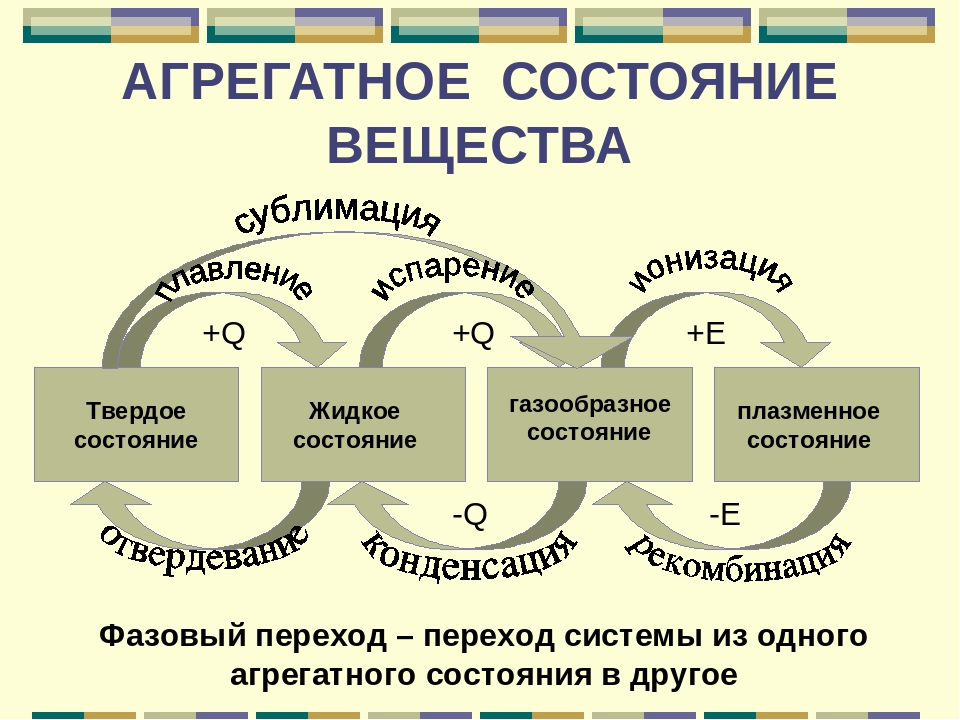 АГРЕГАТНОЕ СОСТОЯНИЕ
ВЕЩЕСТВА
сублимация
плавление
испарение
ионизация
+Q
+Q
+E
Твердое
состояние
Жидкое
состояние
газообразное
состояние
плазменное
состояние
-Q
-E
отвердевание
конденсация
рекомбинация
Фазовый переход – переход системы из одного
агрегатного состояния в другое